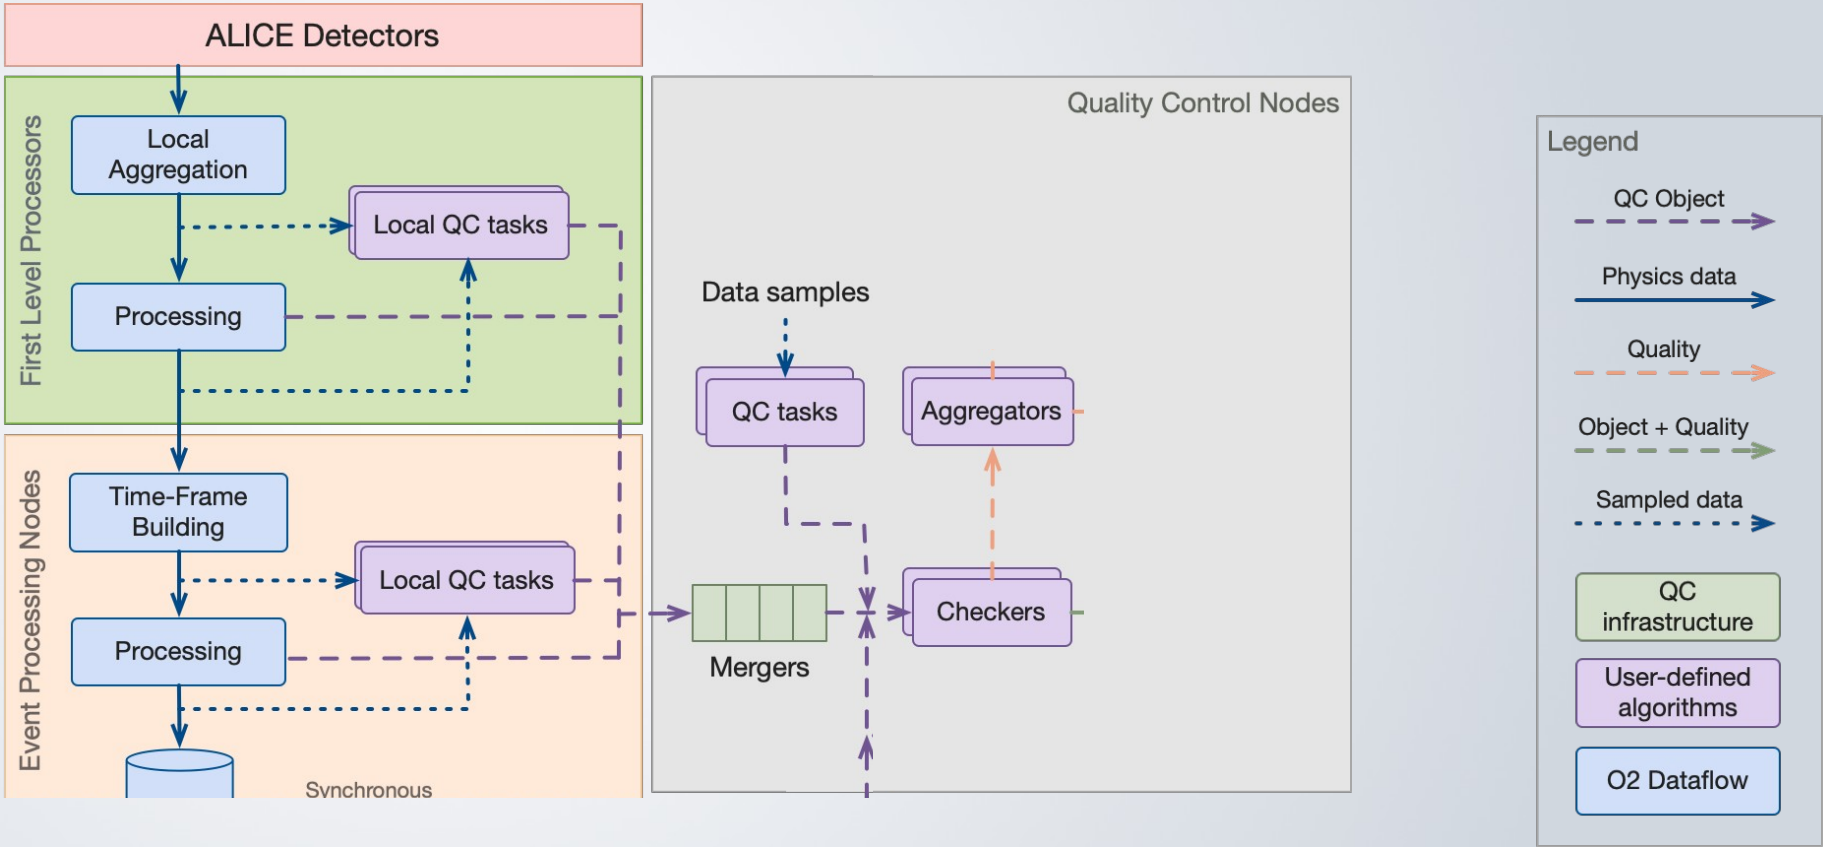 ALICE Detectors
First Level Processors
Local
Aggregation
Local QC tasks
Processing
Event Processing Nodes
Time-Frame
Building
Local QC tasks
Processing
Synchronous
Quality Control Nodes
Data samples
QC tasks
Aggregators
Checkers
Mergers
Legend
QC Object
Physics data
Quality
Object + Quality
Sampled data
QC
infrastructure
User-defined
algorithms
O2 Dataflow